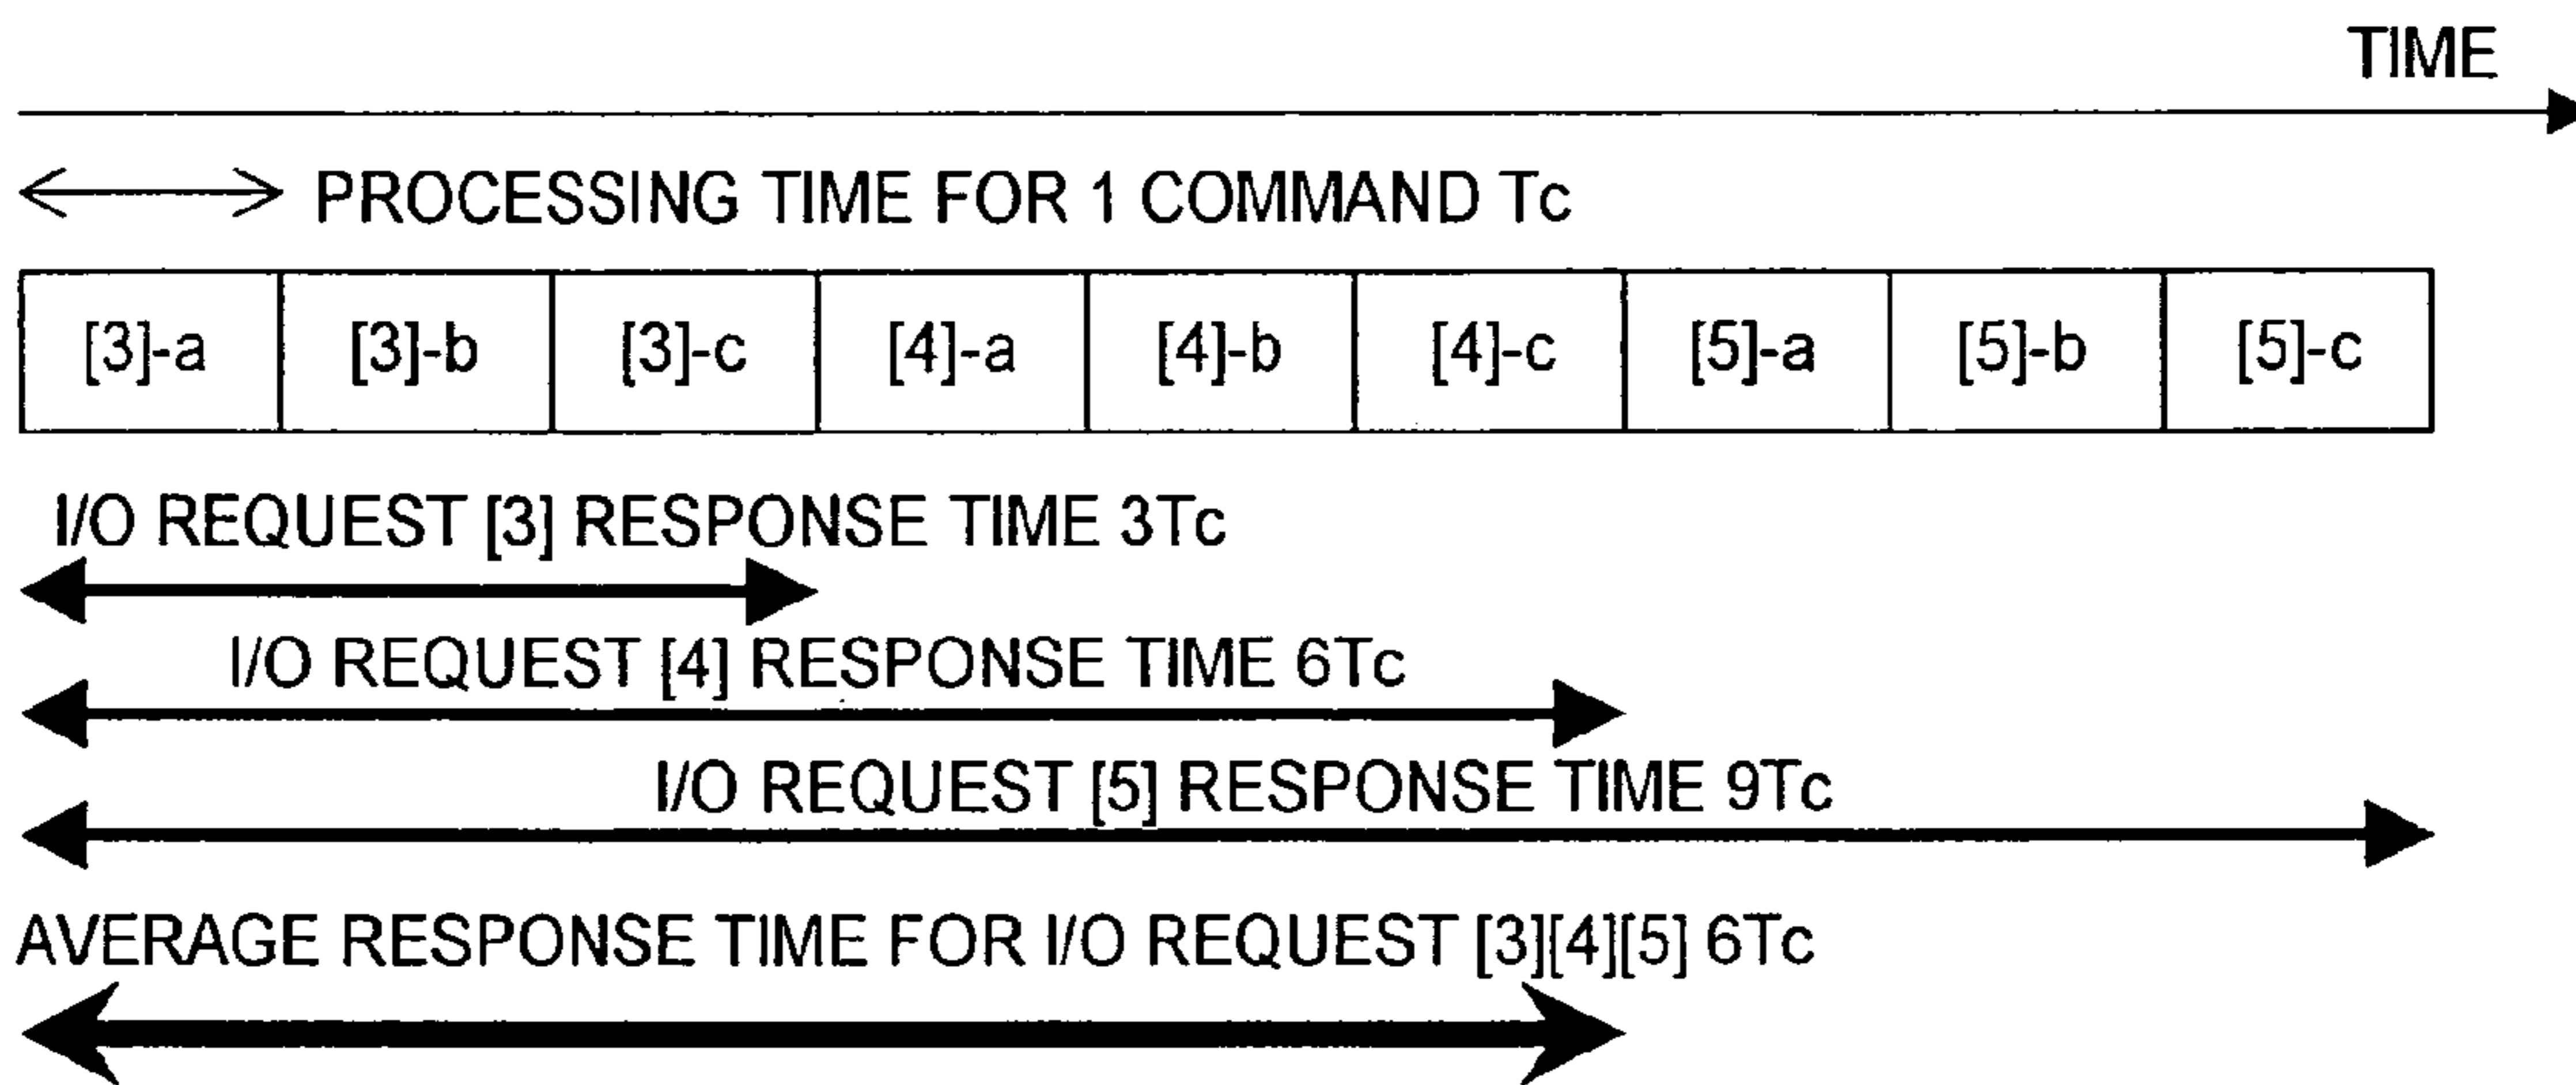 TIME
PROCESSING TIME FOR 1 COMMAND Tc
[3]-a [3]-b [3]-c [4]-a [4]-b [4]-c [5]-a [5]-b [5]-c
I/O REQUEST [3] RESPONSE TIME 3Tc
I/O REQUEST [4] RESPONSE TIME 6Tc
I/O REQUEST [5] RESPONSE TIME 9Tc
AVERAGE RESPONSE TIME FOR I/O REQUEST [3][4][5] 6Tc